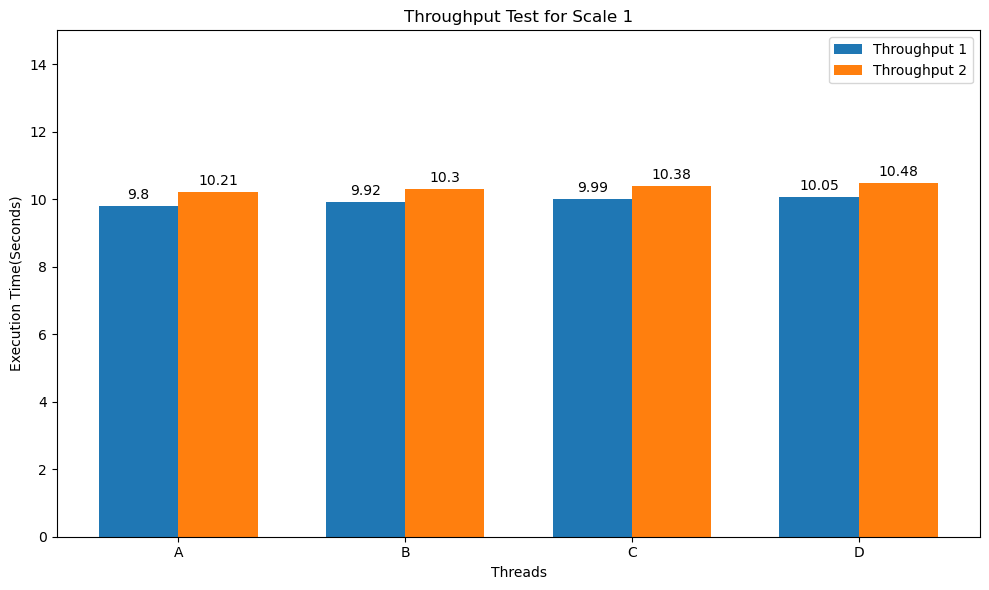 Throughput Test for Scale 1
Throughput 1
Throughput 2
Execution Time(Seconds)
14
12
10
8
6
4
2
0
9.8
10.21
9.92
10.3
9.99
10.38
10.05
10.48
A
B
C
D
Threads